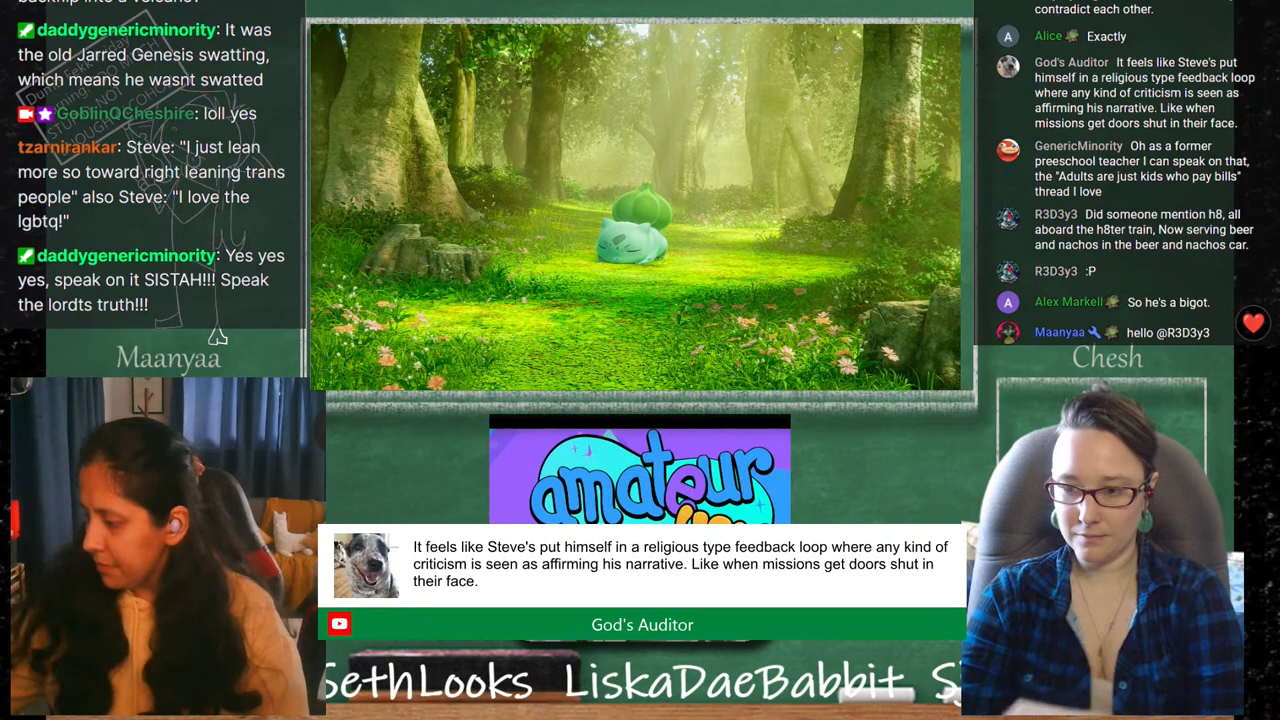 backflip into a volcano?
daddygenericminority: It was
the old Jarred Genesis swatting,
which means he wasnt swatted
GoblinQCheshire: loll yes
tzarnirankar: Steve: "I just lean
more so toward right leaning trans
people" also Steve: "I love the
lgbtq!"
daddygenericminority: Yes yes
yes, speak on it SISTAH!!! Speak
the lordts truth!!!
Maanyaa
contradict each other.
A Alice Exactly
God's Auditor It feels like Steve's put
himself in a religious type feedback loop
where any kind of criticism is seen as
affirming his narrative. Like when
missions get doors shut in their face.
GenericMinority Oh as a former
preeschool teacher I can speak on that,
the "Adults are just kids who pay bills"
thread I love
R3D3y3 Did someone mention h8, all
aboard the h8ter train, Now serving beer
and nachos in the beer and nachos car.
R3D3y3 :P
A Alex Markell So he's a bigot.
Maanyaa hello @R3D3y3
Chesh
amateur
It feels like Steve's put himself in a religious type feedback loop where any kind of
criticism is seen as affirming his narrative. Like when missions get doors shut in
their face.
God's Auditor
SethLooks LiskaDaeBabbit